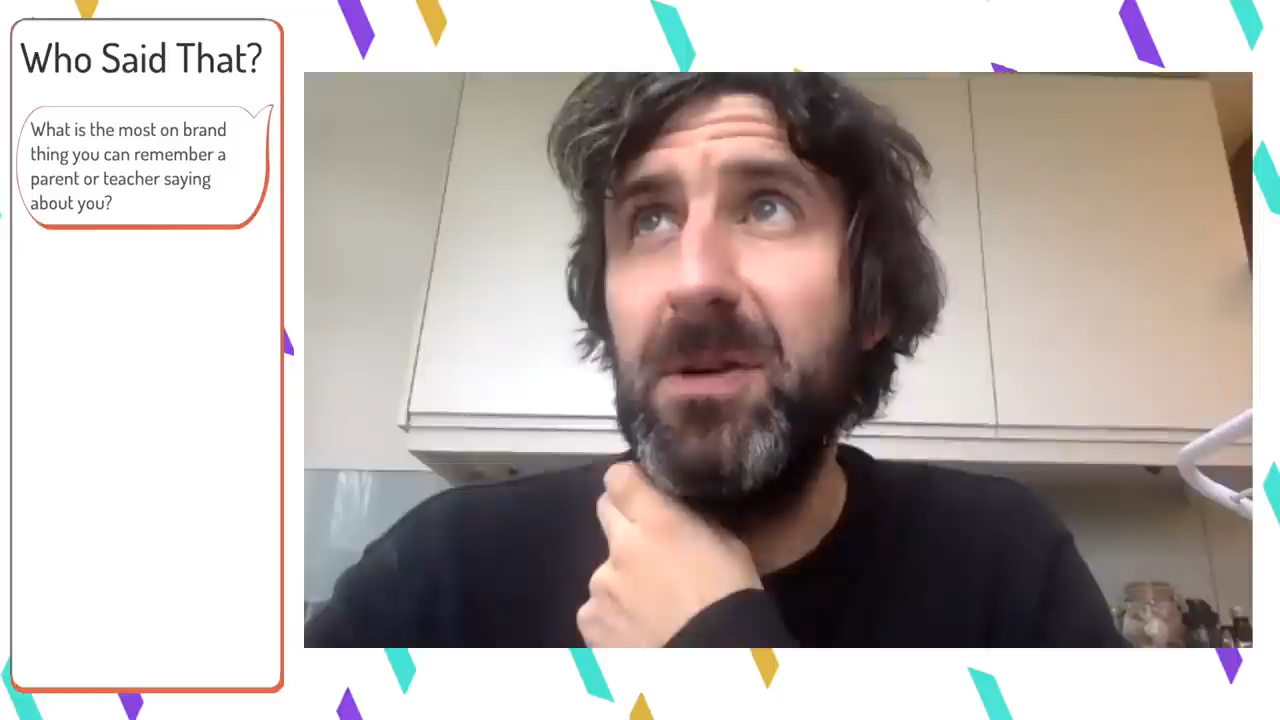 Who Said That?
What is the most on brand
thing you can remember a
parent or teacher saying
about you?